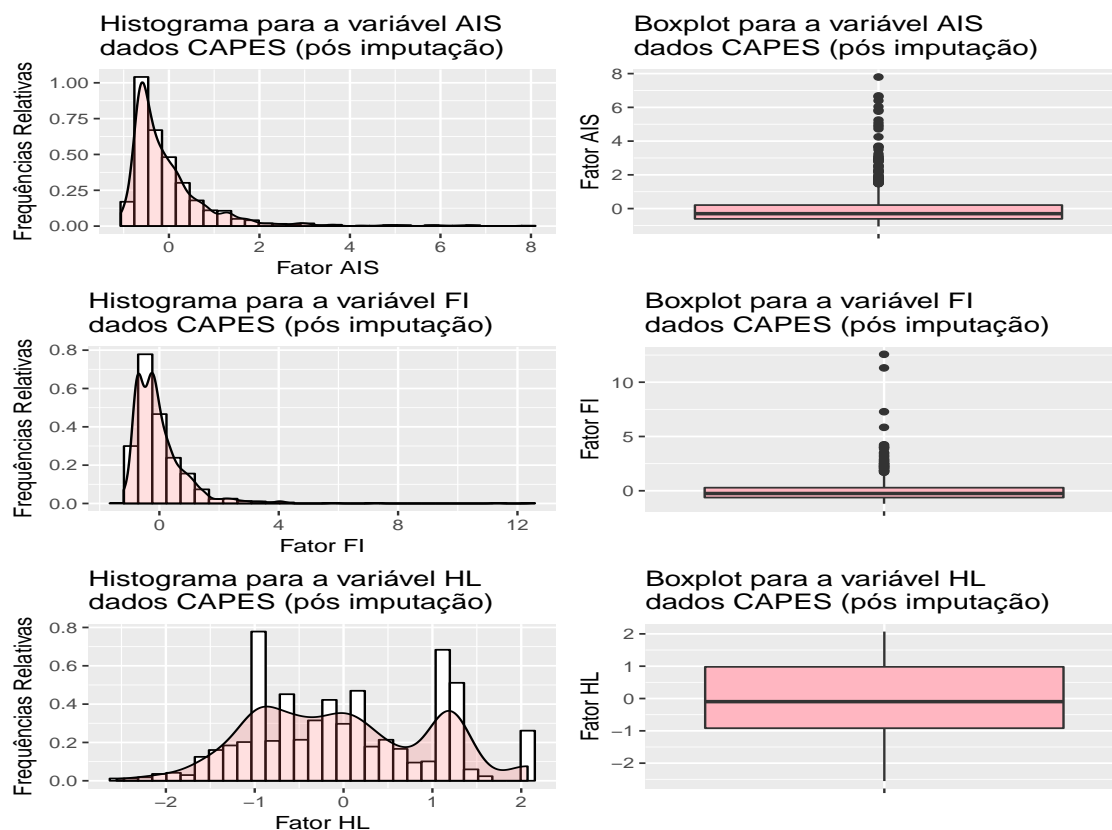 Histograma para a variável AIS
dados CAPES (pós imputação)
Frequências Relativas
1.00
0.75
0.50
0.25
0.00
0
2
4
6
8
Fator AIS
Boxplot para a variável AIS
dados CAPES (pós imputação)
Fator AIS
8
6
4
2
0
Histograma para a variável FI
dados CAPES (pós imputação)
Frequências Relativas
0.8
0.6
0.4
0.2
0.0
0
4
8
12
Fator FI
Boxplot para a variável FI
dados CAPES (pós imputação)
Fator FI
10
5
0
Histograma para a variável HL
dados CAPES (pós imputação)
Frequências Relativas
0.8
0.6
0.4
0.2
0.0
−2
−1
0
1
2
Fator HL
Boxplot para a variável HL
dados CAPES (pós imputação)
Fator HL
2
1
0
−1
−2